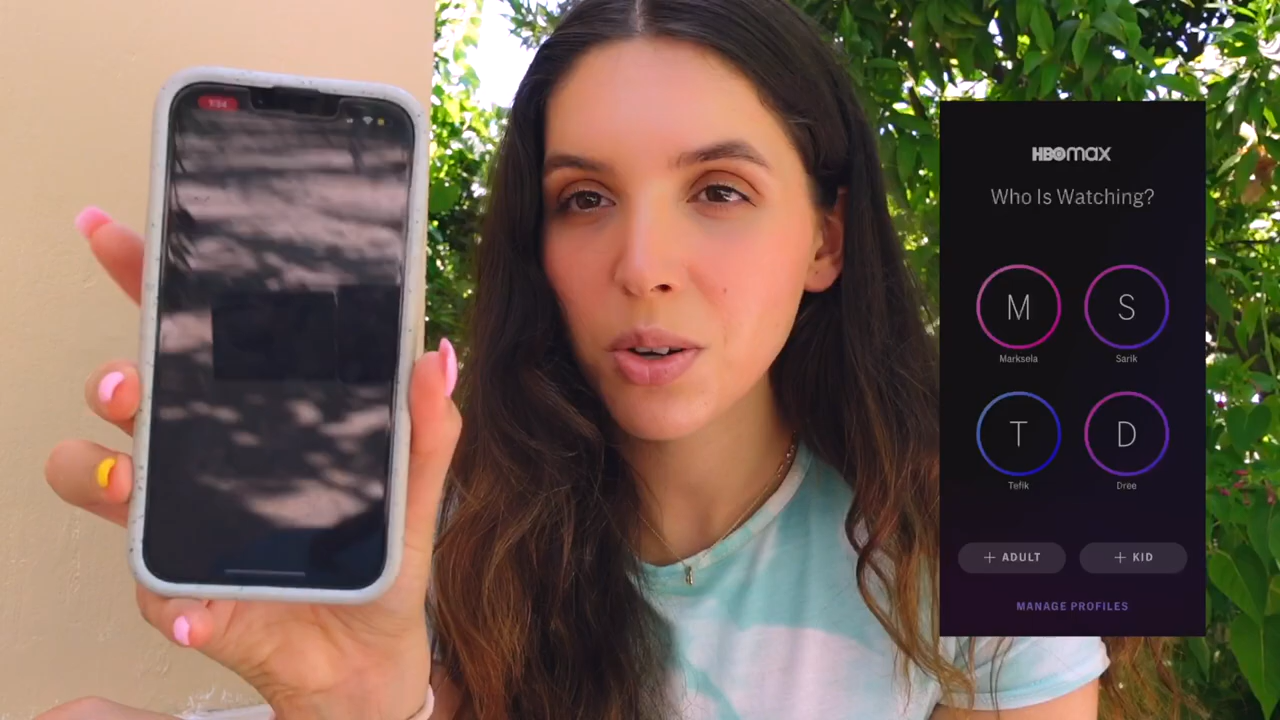 HBOMAX
Who Is Watching?
M
S
Marksela
Sarik
T
D
Tefik
Dree
+ ADULT
+ KID
MANAGE PROFILES